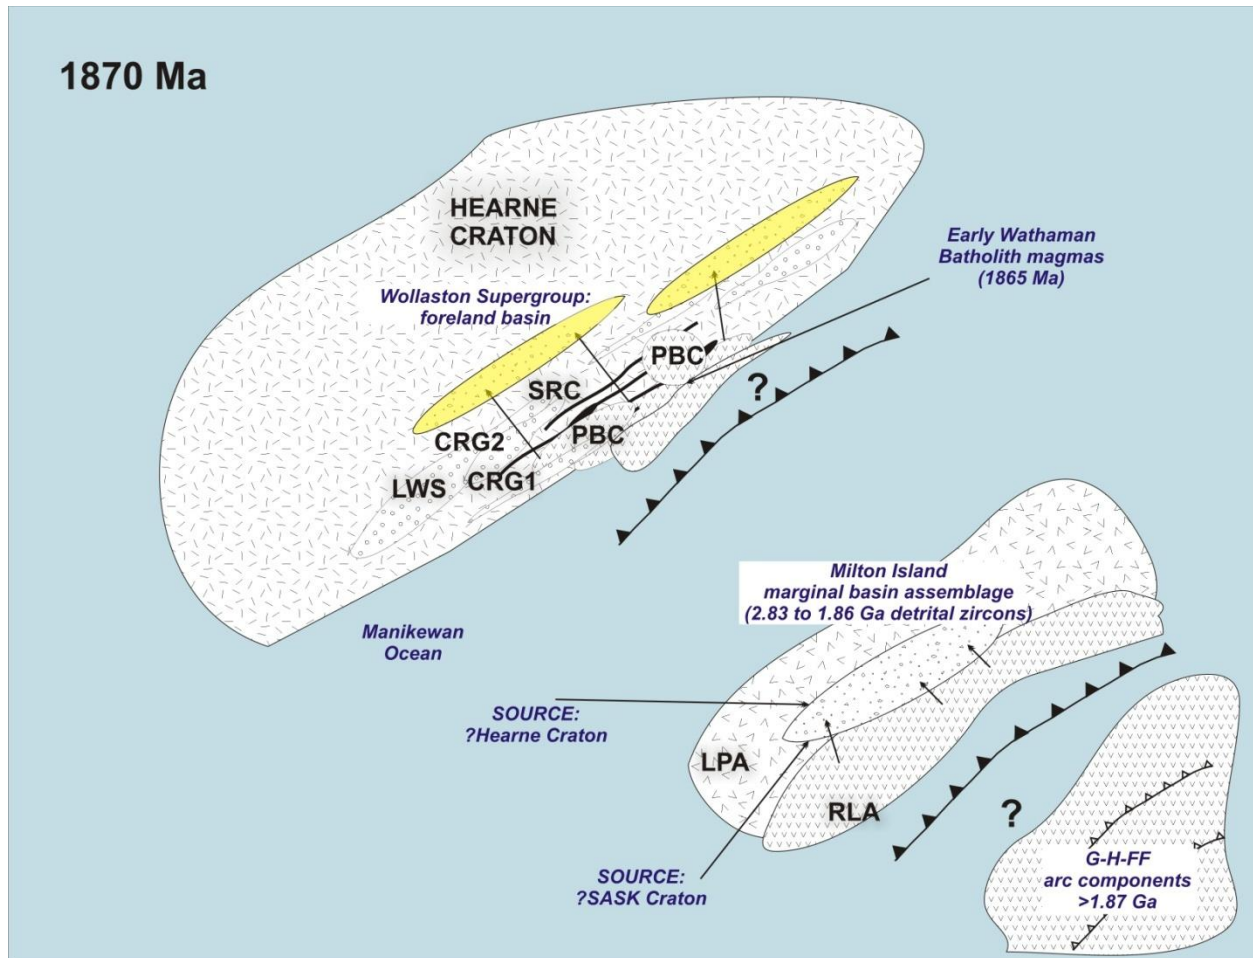 1870 Ma
HEARNE
CRATON
Early Wathaman
Batholith magmas
(1865 Ma)
Wollaston Supergroup:
foreland basin
PBC
SRC
?
PBC
CRG2
CRG1
LWS
Milton Island
marginal basin assemblage
(2.83 to 1.86 Ga detrital zircons)
Manikewan
Ocean
SOURCE:
?Hearne Craton
LPA
RLA
?
G-H-FF
arc components
>1.87 Ga
SOURCE:
?SASK Craton